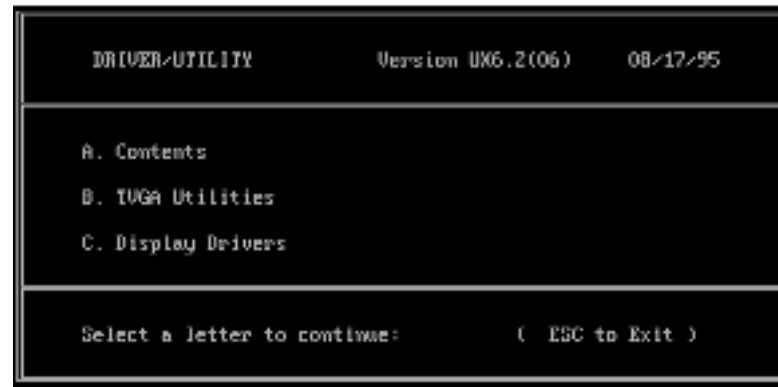 DRIVER/UTILITY Version UX6.2(06) 08/17/95
A. Contents
B. TVGA Utilities
C. Display Drivers
Select a letter to continue: ( ESC to Exit )